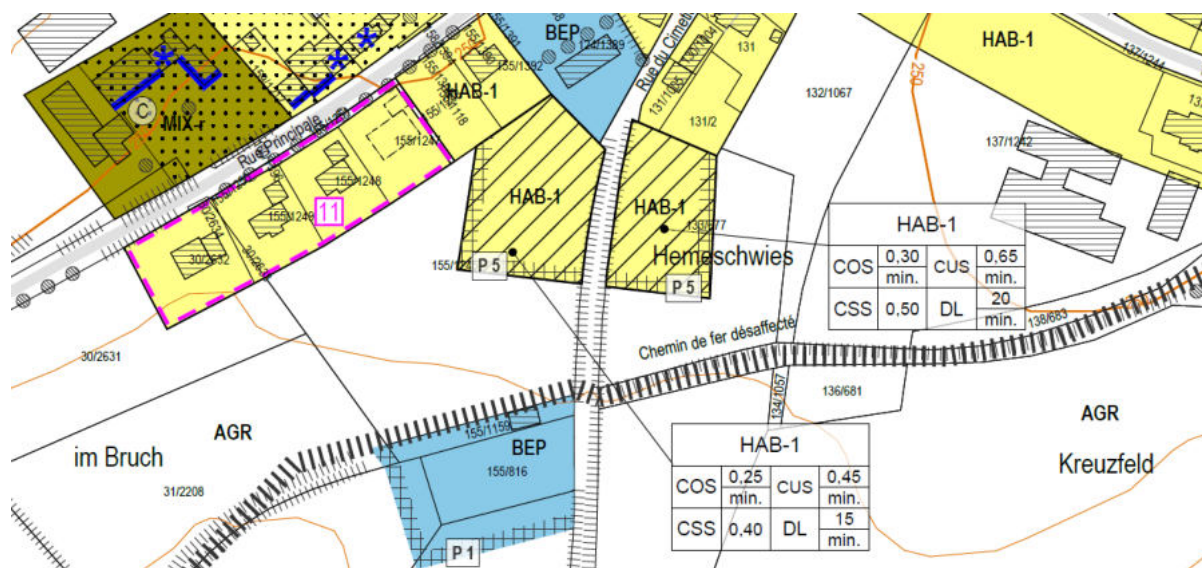 BEP
174/1389
Rue du Cimet
131
HAB-1
137/1244
155/1391
155/1392
250
HAB-1
132/1067
131/2
C
MIX-r
Rue Principale
155/1247
137/1242
155/1248
HAB-1
HAB-1
133/877
11
Hemeschwies
HAB-1
COS 0,30 min. CUS 0,65 min.
CSS 0,50 DL 20 min.
30/2632
P 5
P 5
138/683
Chemin de fer désaffecté
30/2631
136/681
134/1057
AGR
AGR
155/1159
BEP
HAB-1
COS 0,25 min. CUS 0,45 min.
CSS 0,40 DL 15 min.
im Bruch
155/816
Kreuzfeld
31/2208
P 1